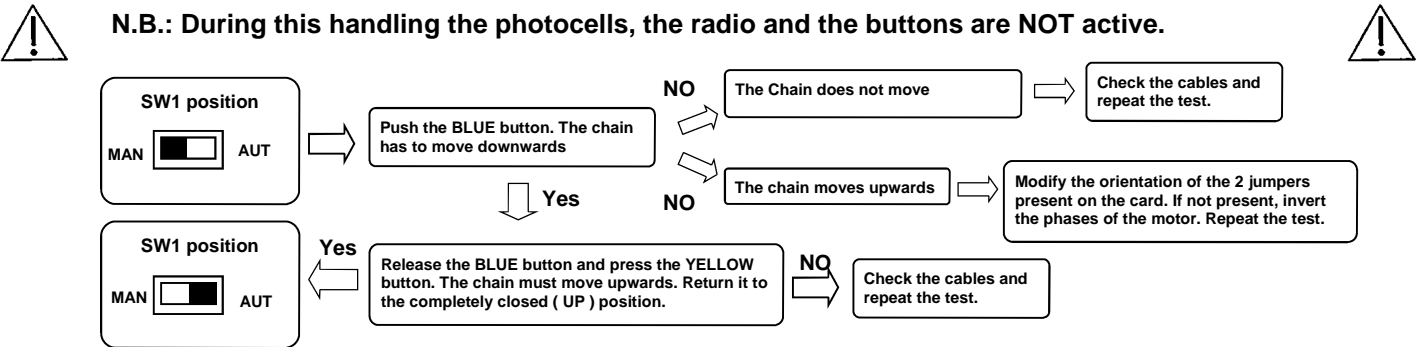 N.B.: During this handling the photocells, the radio and the buttons are NOT active.
SW1 position
MAN AUT
Push the BLUE button. The chain
has to move downwards
NO
The Chain does not move
Check the cables and
repeat the test.
NO
The chain moves upwards
Modify the orientation of the 2 jumpers
present on the card. If not present, invert
the phases of the motor. Repeat the test.
Yes
Release the BLUE button and press the YELLOW
button. The chain must move upwards. Return it to
the completely closed ( UP ) position.
NO
Check the cables and
repeat the test.
Yes
SW1 position
MAN AUT